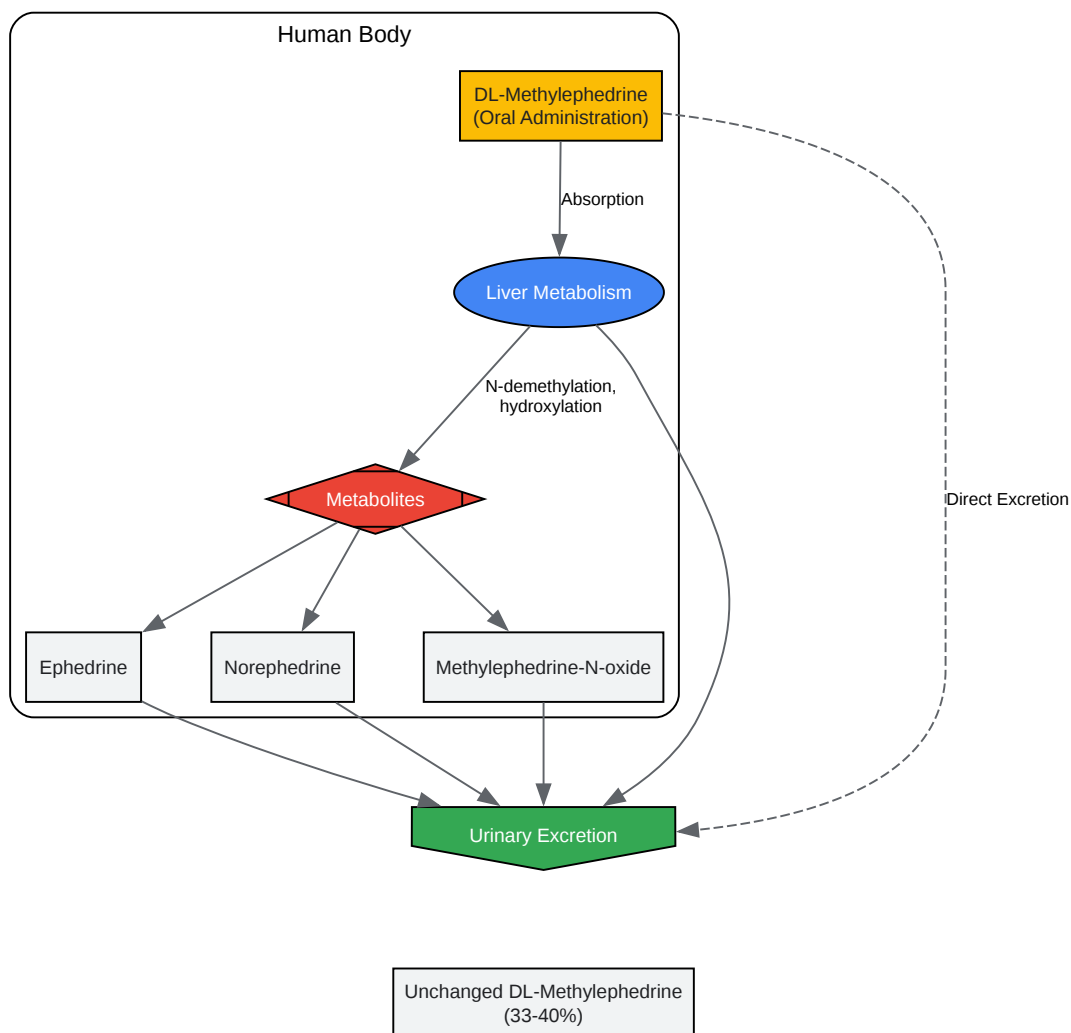 Human Body
DL-Methylephedrine
(Oral Administration)
Absorption
Liver Metabolism
N-demethylation,
hydroxylation
Metabolites
Direct Excretion
Ephedrine
Norephedrine
Methylephedrine-N-oxide
Urinary Excretion
Unchanged DL-Methylephedrine
(33-40%)